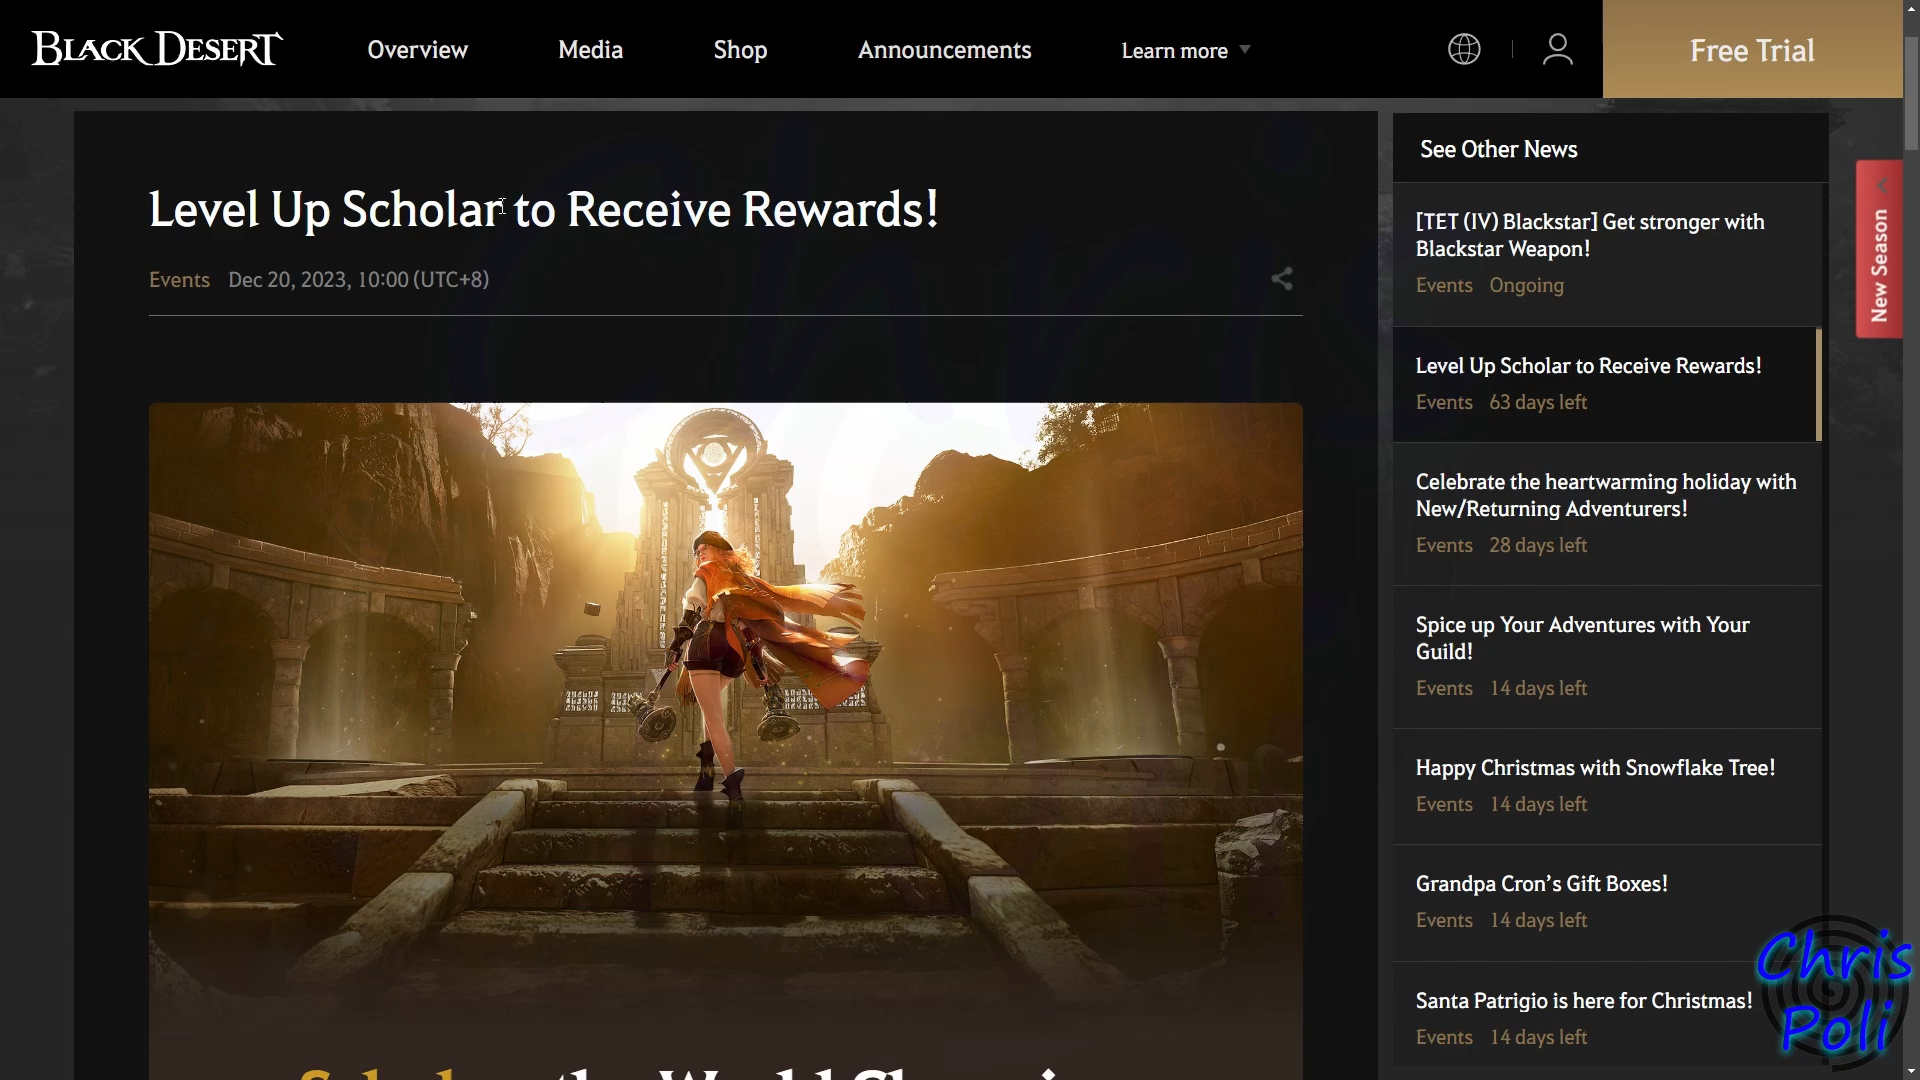 BLACK DESERT
Overview
Media
Shop
Announcements
Learn more
Free Trial
Level Up Scholar to Receive Rewards!
Events Dec 20, 2023, 10:00 (UTC+8)
See Other News
[TET (IV) Blackstar] Get stronger with
Blackstar Weapon!
Events Ongoing
Level Up Scholar to Receive Rewards!
Events 63 days left
Celebrate the heartwarming holiday with
New/Returning Adventurers!
Events 28 days left
Spice up Your Adventures with Your
Guild!
Events 14 days left
Happy Christmas with Snowflake Tree!
Events 14 days left
Grandpa Cron’s Gift Boxes!
Events 14 days left
Santa Patrigio is here for Christmas!
Events 14 days left
New Season
Chris
Poli